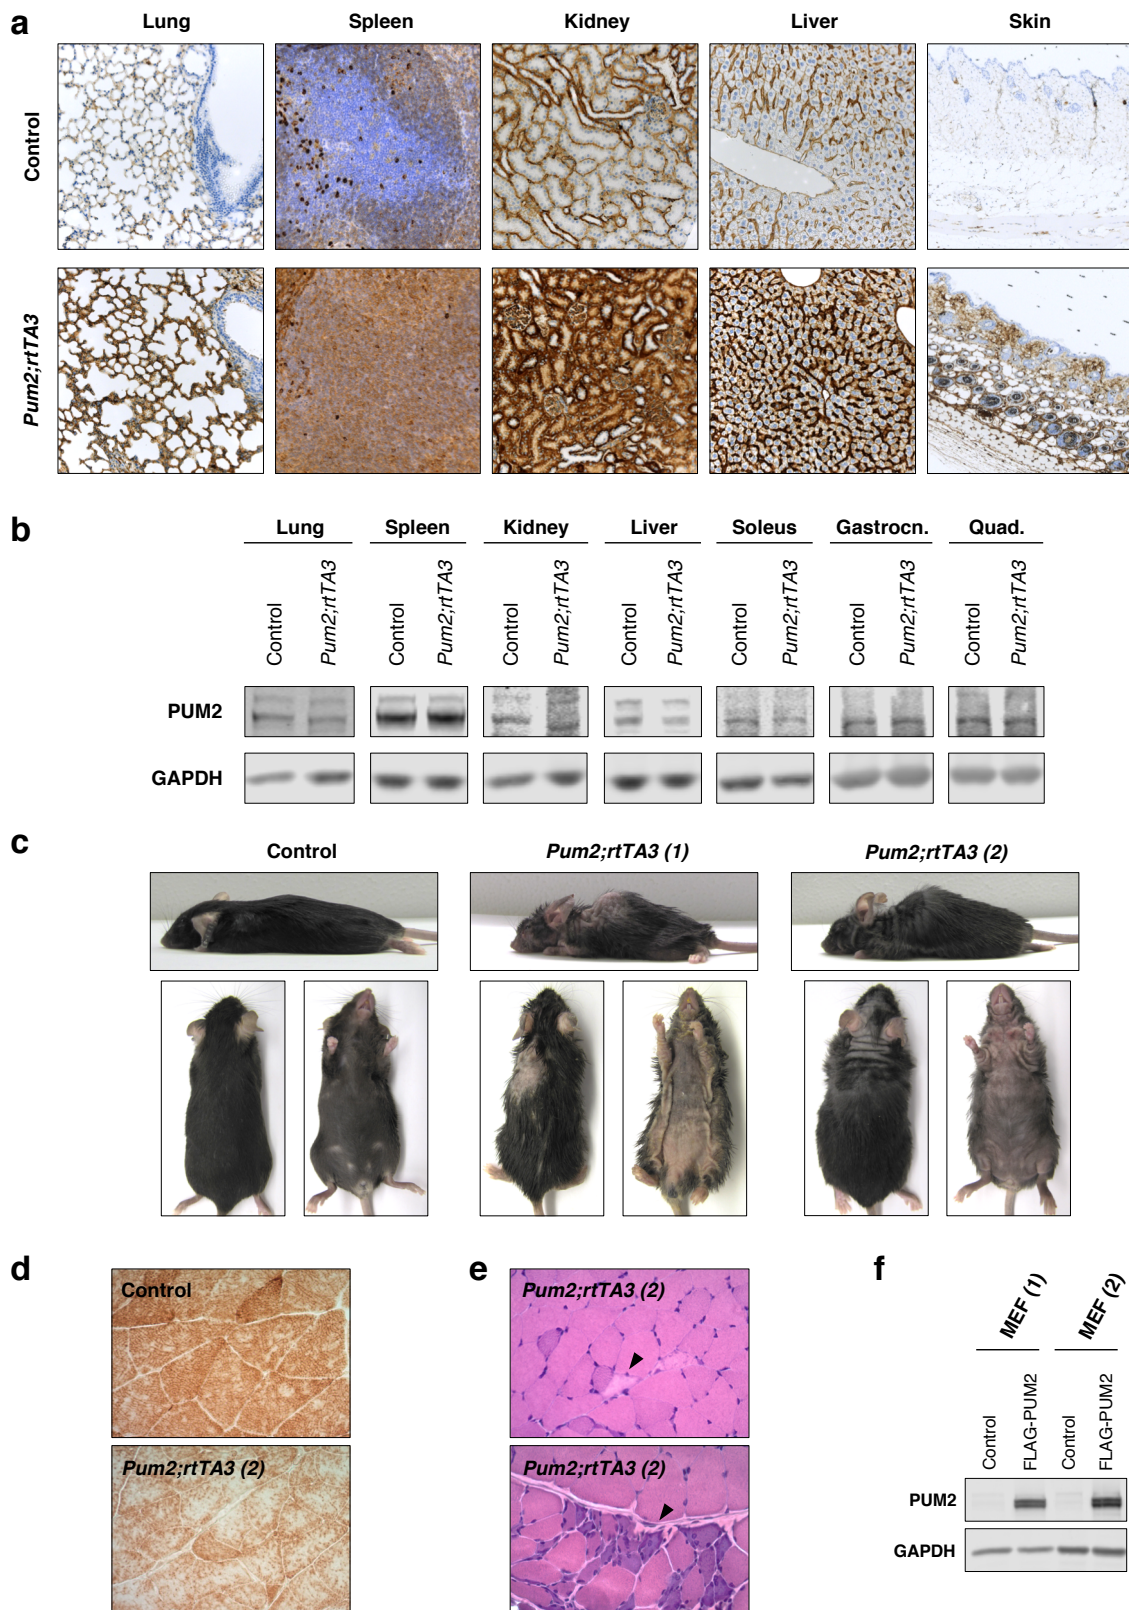 a
Lung Spleen Kidney Liver Skin
Control
Pum2;rtTA3
b
Lung Spleen Kidney Liver Soleus Gastrocn. Quad.
Control Pum2;rtTA3 Control Pum2;rtTA3 Control Pum2;rtTA3 Control Pum2;rtTA3 Control Pum2;rtTA3 Control Pum2;rtTA3 Control Pum2;rtTA3
PUM2
GAPDH
c
Control Pum2;rtTA3 (1) Pum2;rtTA3 (2)
d
Control
Pum2;rtTA3 (2)
e
Pum2;rtTA3 (2)
Pum2;rtTA3 (2)
f
MEF (1) MEF (2)
Control FLAG-PUM2 Control FLAG-PUM2
PUM2
GAPDH